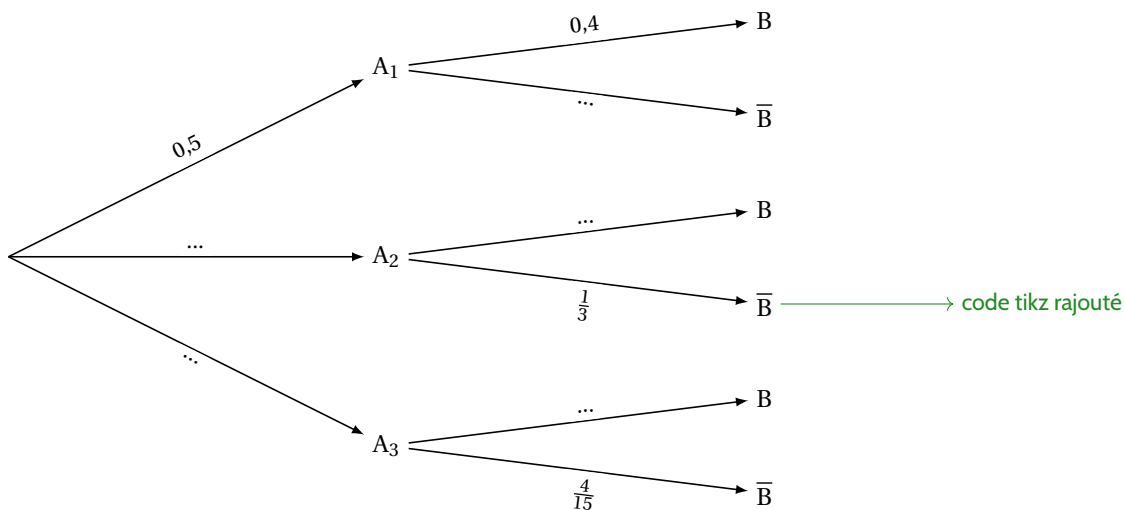 B
0,4
A₁
...
B̅
0,5
...
B
...
A₂
1/3
B̅
code tikz rajouté
...
...
B
A₃
4/15
B̅